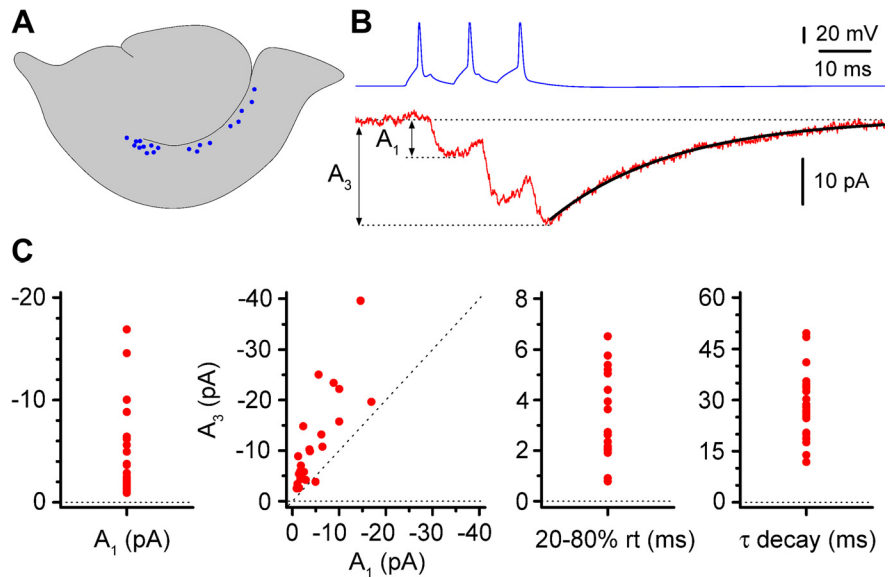 A
B
20 mV
10 ms
A₁
A₃
10 pA
C
-20
-10
0
A₁ (pA)
A₃ (pA)
-40
-30
-20
-10
0
0 -10 -20 -30 -40
A₁ (pA)
8
6
4
2
0
20-80% rt (ms)
60
45
30
15
0
τ decay (ms)